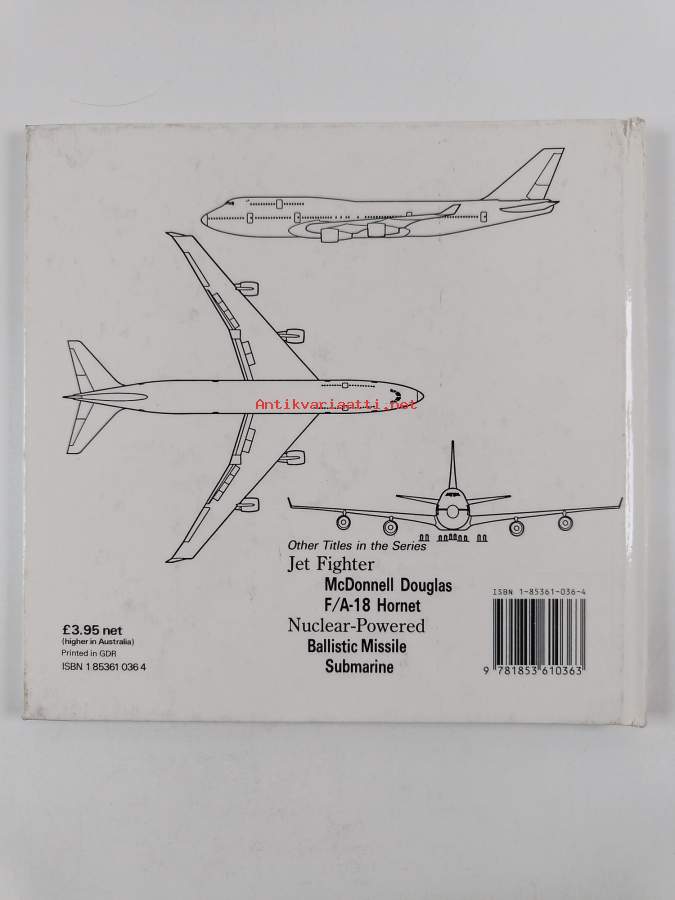 Antikvariaatti.net
Other Titles in the Series
Jet Fighter
McDonnell Douglas
F/A-18 Hornet
Nuclear-Powered
Ballistic Missile
Submarine
£3.95 net
(higher in Australia)
Printed in GDR
ISBN 1 85361 036 4
ISBN 1-85361-036-4
9 781853 610363